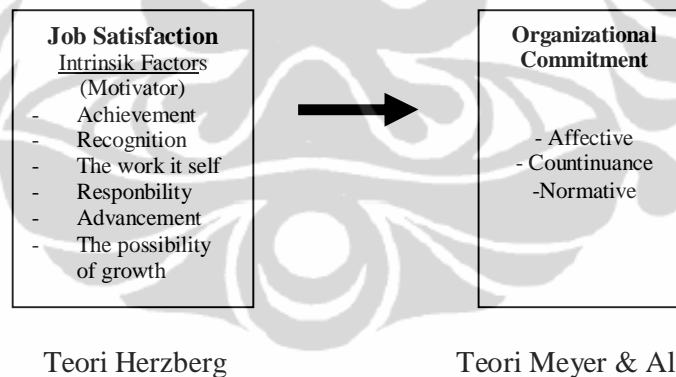 Job Satisfaction
Intrinsik Factors
(Motivator)
- Achievement
- Recognition
- The work it self
- Responbility
- Advancement
- The possibility
of growth
Organizational
Commitment
- Affective
- Countinuance
-Normative
Teori Herzberg
Teori Meyer & Al